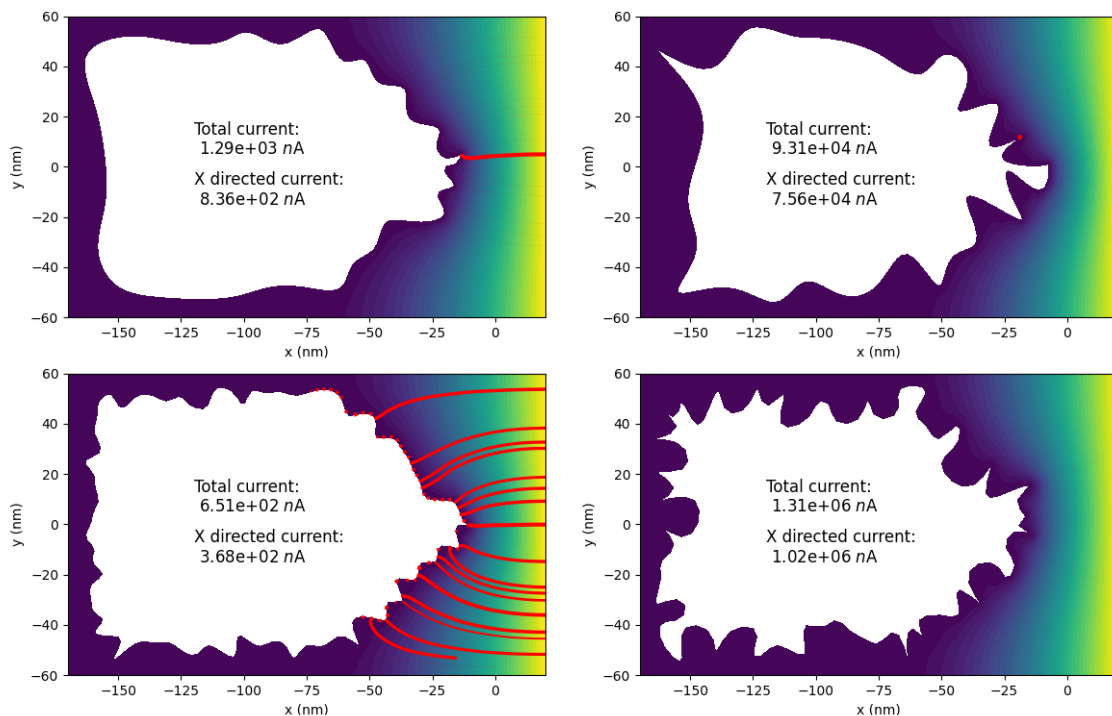 60
40
20
0
−20
−40
−60
y (nm)
Total current:
1.29e+03 nA
X directed current:
8.36e+02 nA
−150
−125
−100
−75
−50
−25
0
x (nm)
60
40
20
0
−20
−40
−60
y (nm)
Total current:
9.31e+04 nA
X directed current:
7.56e+04 nA
−150
−125
−100
−75
−50
−25
0
x (nm)
60
40
20
0
−20
−40
−60
y (nm)
Total current:
6.51e+02 nA
X directed current:
3.68e+02 nA
−150
−125
−100
−75
−50
−25
0
x (nm)
60
40
20
0
−20
−40
−60
y (nm)
Total current:
1.31e+06 nA
X directed current:
1.02e+06 nA
−150
−125
−100
−75
−50
−25
0
x (nm)